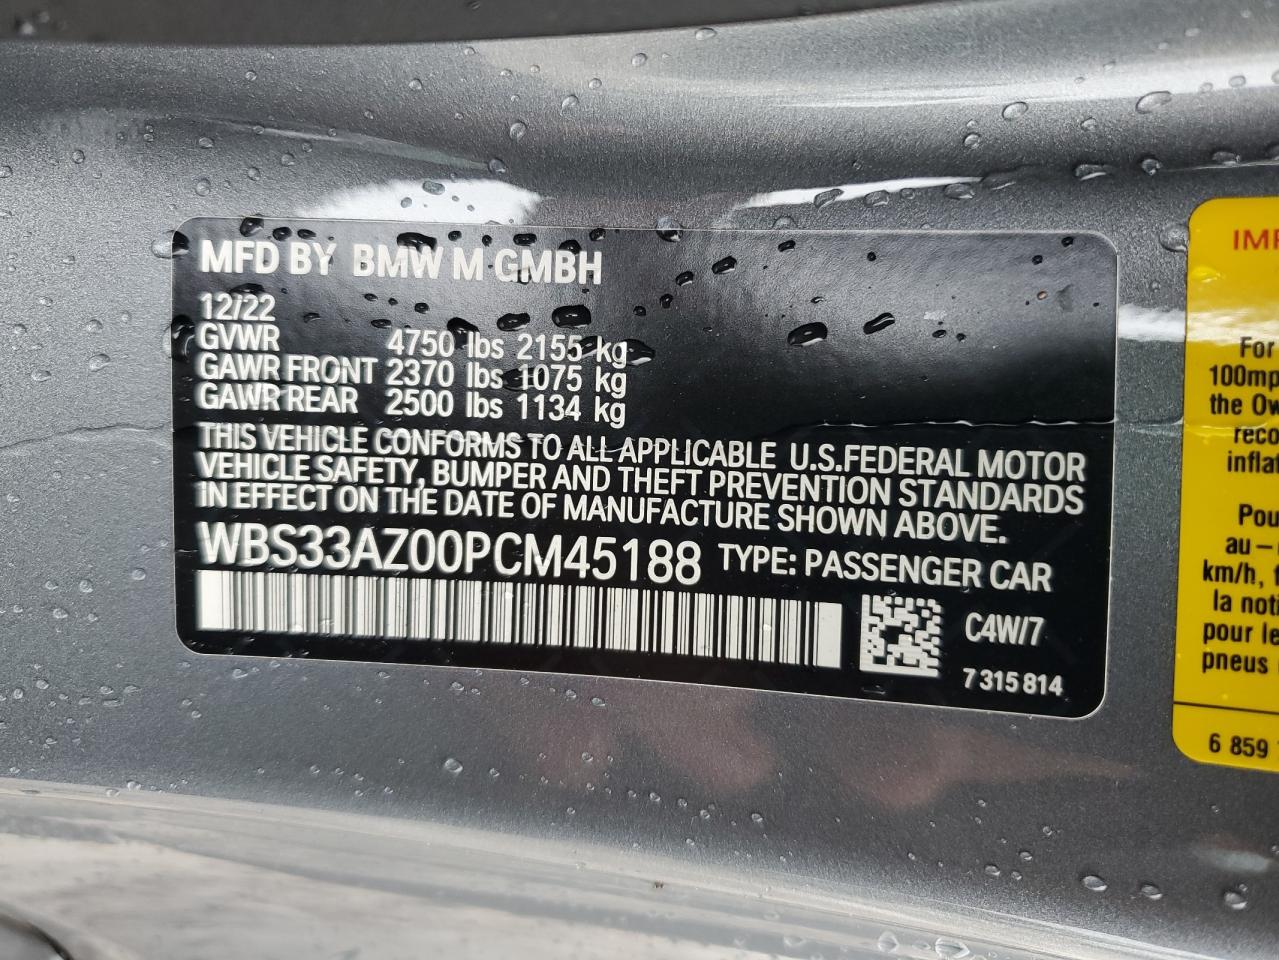 MFD BY BMW M GMBH
12/22
GVWR 4750 lbs 2155 kg
GAWR FRONT 2370 lbs 1075 kg
GAWR REAR 2500 lbs 1134 kg
THIS VEHICLE CONFORMS TO ALL APPLICABLE U.S.FEDERAL MOTOR
VEHICLE SAFETY, BUMPER AND THEFT PREVENTION STANDARDS
IN EFFECT ON THE DATE OF MANUFACTURE SHOWN ABOVE.
WBS33AZ00PCM45188 TYPE: PASSENGER CAR
C4W/7
7 315 814
For
100mp
the Ow
reco
inflat
Pou
au –
km/h,
la noti
pour le
pneus
6 859